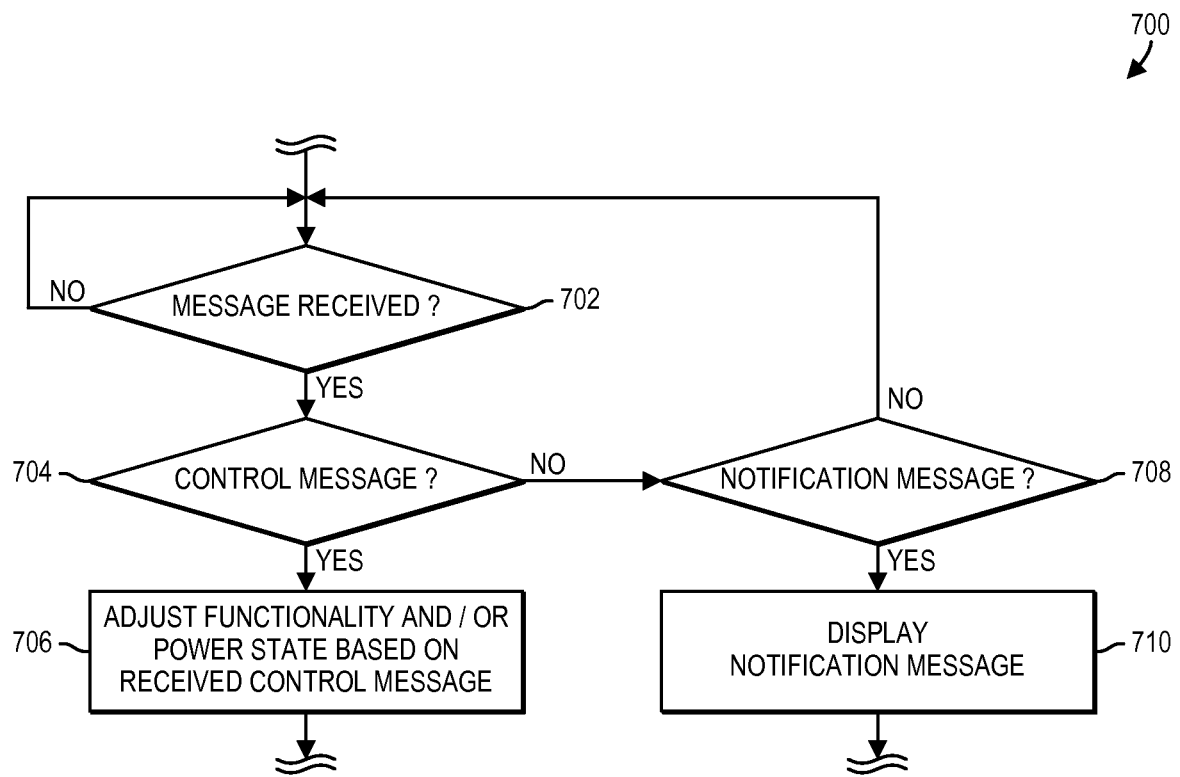 700
NO
MESSAGE RECEIVED ?
702
YES
NO
704
CONTROL MESSAGE ?
NO
NOTIFICATION MESSAGE ?
708
YES
YES
706
ADJUST FUNCTIONALITY AND / OR
POWER STATE BASED ON
RECEIVED CONTROL MESSAGE
DISPLAY
NOTIFICATION MESSAGE
710